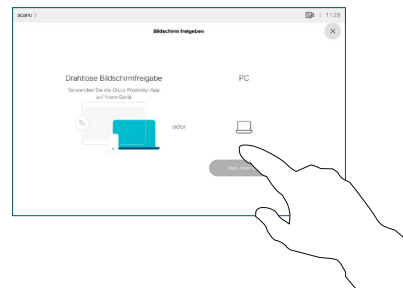 acano >
11:28
Bildschirm freigeben
Drahtlose Bildschirmfreigabe
Verwenden Sie die Cisco Proximity-App
auf Ihrem Gerät
oder
PC